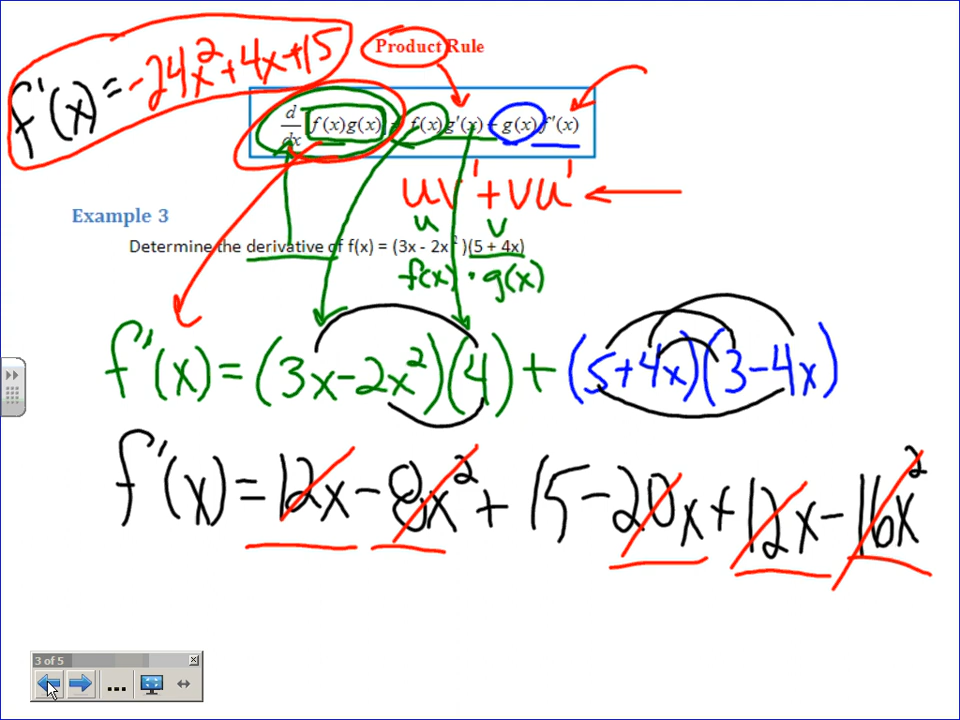 Product Rule
f'(x) = -24x² + 4x + 15
d/dx [f(x)g(x)] = f(x)g'(x) + g(x)f'(x)
uv' + vu'
Example 3
u v
Determine the derivative of f(x) = (3x - 2x²)(5 + 4x)
f(x) · g(x)
f'(x) = (3x - 2x²)(4) + (5 + 4x)(3 - 4x)
f'(x) = 12x - 8x² + 15 - 20x + 12x - 16x²
3 of 5
...